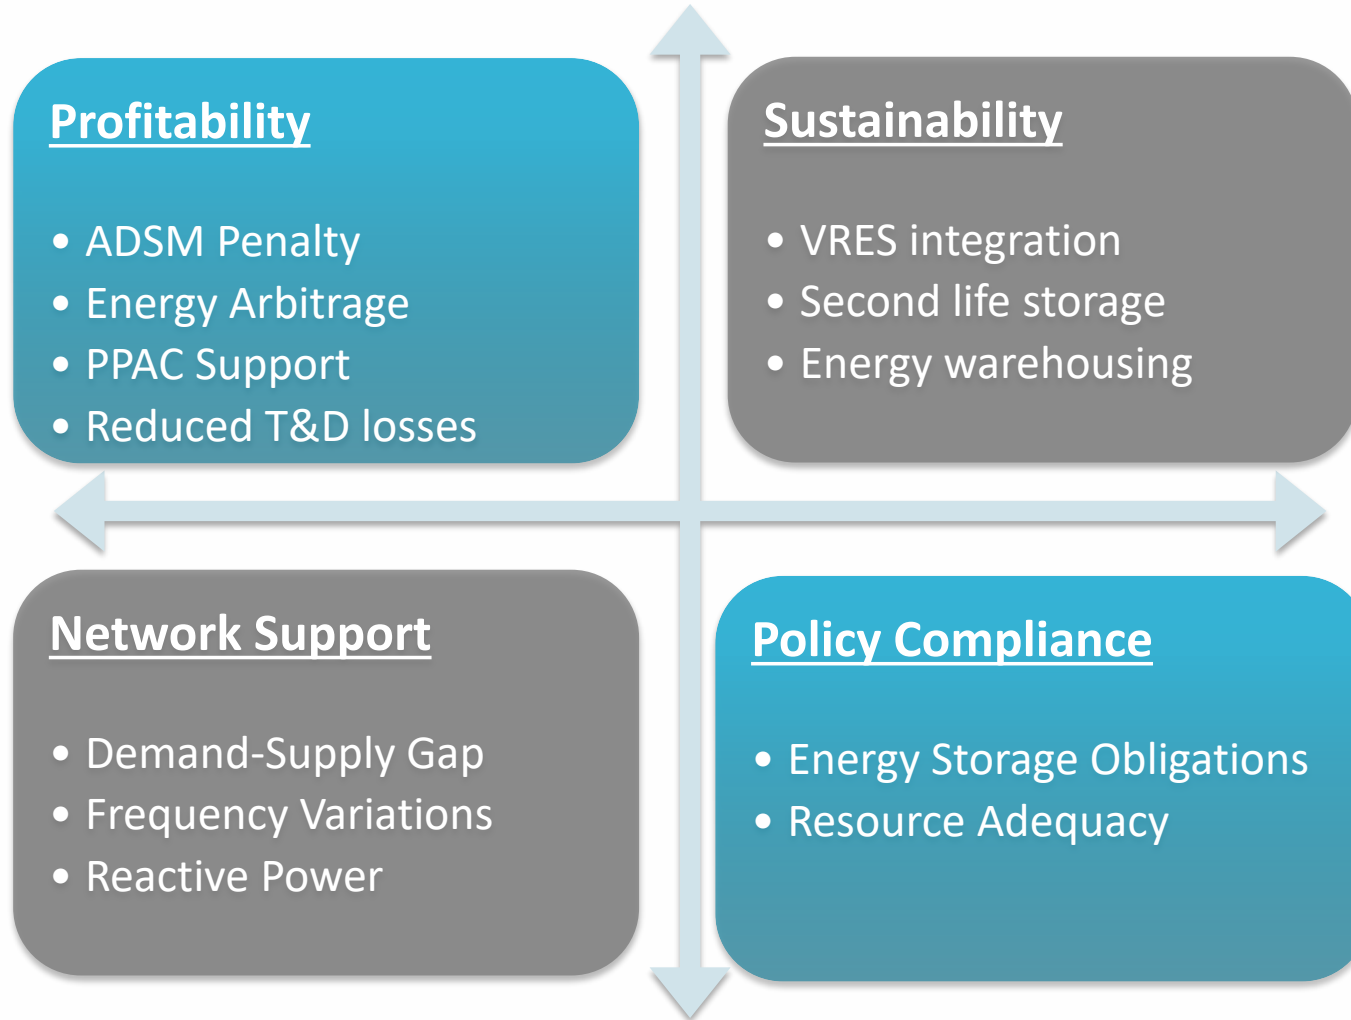 Profitability
• ADSM Penalty
• Energy Arbitrage
• PPAC Support
• Reduced T&D losses
Sustainability
• VRES integration
• Second life storage
• Energy warehousing
Network Support
• Demand-Supply Gap
• Frequency Variations
• Reactive Power
Policy Compliance
• Energy Storage Obligations
• Resource Adequacy